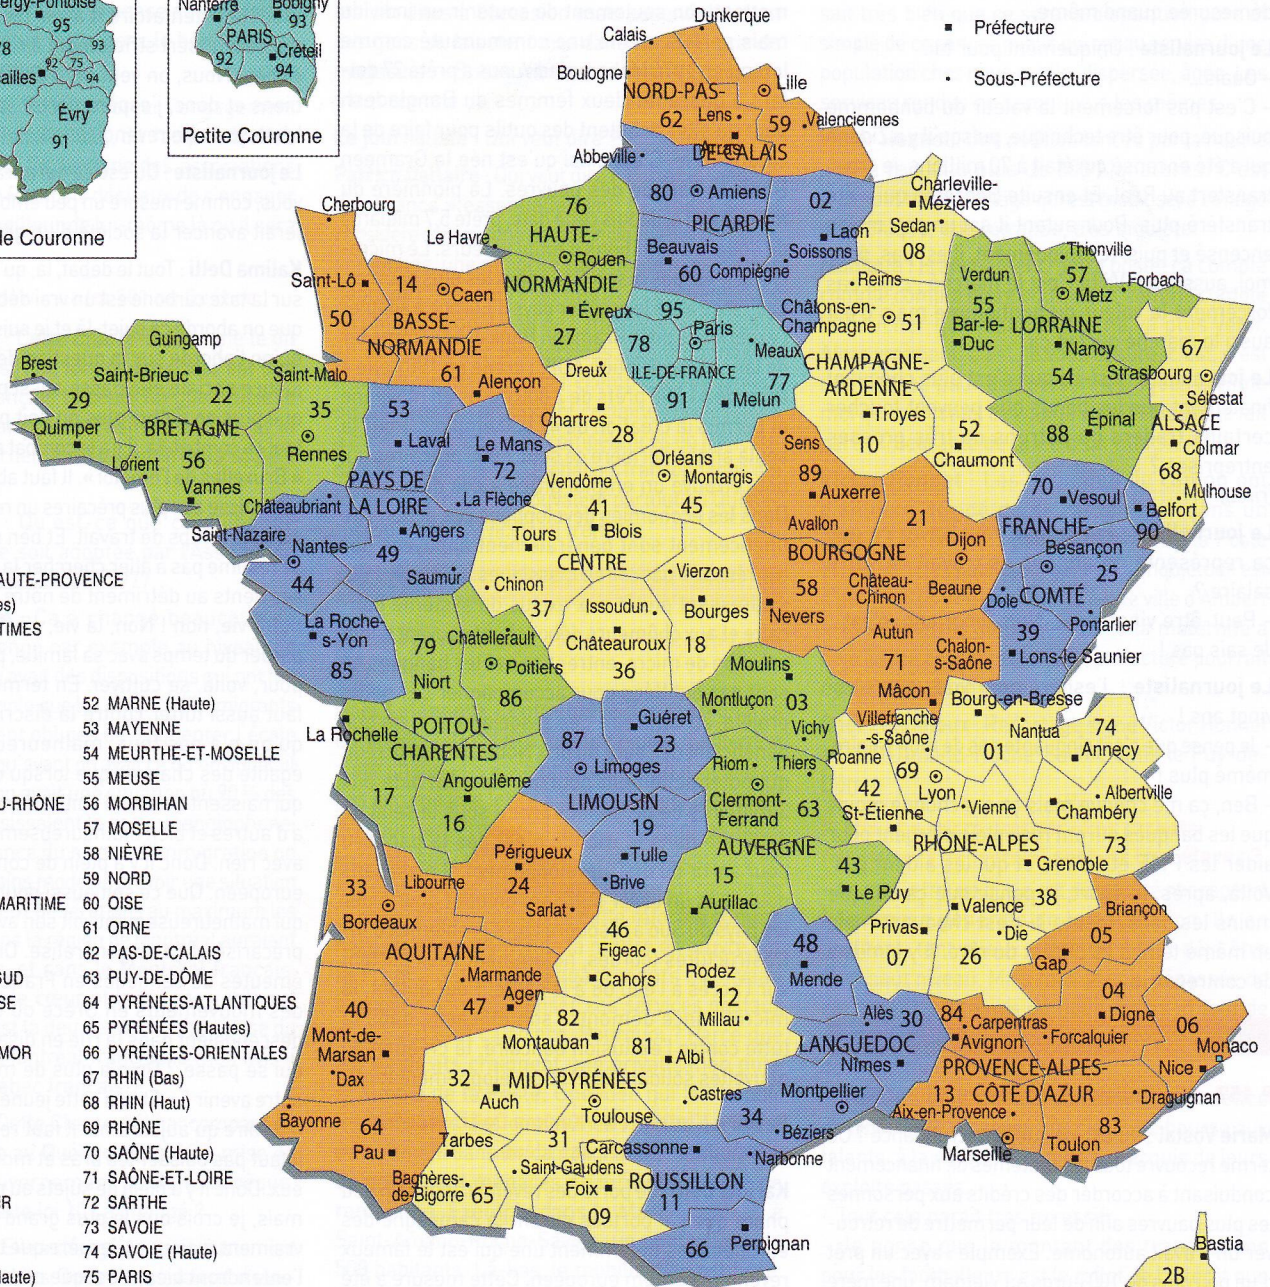 ergy-Pontoise
95
78
93
92
75
ailles
94
Évry
91
de Couronne
Nanterre
Bobigny
93
PARIS
92
Créteil
94
Petite Couronne
Préfecture
Sous-Préfecture
Dunkerque
Calais
Boulogne
Lille
NORD-PAS-
62
Lens
59
Valenciennes
Arras
DE CALAIS
Abbeville
80
Amiens
02
PICARDIE
Laon
Beauvais
60
Compiègne
Soissons
Charleville-
Mézières
Sedan
08
Reims
Châlons-en-
Champagne
51
CHAMPAGNE-
ARDENNE
Troyes
10
52
Chaumont
Thionville
Verdun
57
Forbach
55
Metz
Bar-le-
Duc
LORRAINE
Nancy
54
88
Épinal
67
Strasbourg
Sélestat
ALSACE
Colmar
68
Mulhouse
Cherbourg
Saint-Lô
50
14
Caen
BASSE-
NORMANDIE
61
Alençon
76
Le Havre
HAUTE-
Rouen
NORMANDIE
Évreux
27
95
Paris
78
Meaux
ILE-DE-FRANCE
77
91
Melun
Guingamp
Brest
Saint-Brieuc
Saint-Malo
29
22
35
Quimper
BRETAGNE
Rennes
Lorient
56
Vannes
53
Laval
Le Mans
72
PAYS DE
LA LOIRE
La Flèche
Châteaubriant
Angers
Saint-Nazaire
Nantes
49
44
Saumur
La Roche-
s-Yon
85
Dreux
Chartres
28
Orléans
Montargis
Vendôme
45
41
Blois
Tours
CENTRE
Chinon
Vierzon
37
Issoudun
Bourges
Châteauroux
18
36
Sens
89
Auxerre
21
Avallon
Dijon
BOURGOGNE
58
Château-
Chinon
Beaune
Nevers
Autun
Chalon-
s-Saône
71
Mâcon
70
Vesoul
Belfort
90
FRANCHE-
Besançon
25
Dole
COMTÉ
Pontarlier
39
Lons-le Saunier
79
Châtellerault
Poitiers
Niort
86
La Rochelle
POITOU-
CHARENTES
17
Angoulême
16
87
Guéret
23
Limoges
LIMOUSIN
19
Tulle
Brive
Moulins
Montluçon
03
Vichy
Riom
Thiers
Clermont-
Ferrand
63
AUVERGNE
15
43
Aurillac
Le Puy
Bourg-en-Bresse
Villefranche
-s-Saône
Nantua
74
01
Annecy
Roanne
69
42
Lyon
Vienne
Albertville
Chambéry
St-Étienne
RHÔNE-ALPES
73
Grenoble
Valence
38
Privas
Die
07
26
33
Libourne
Bordeaux
Périgueux
24
Sarlat
AQUITAINE
Marmande
47
Agen
40
Mont-de-
Marsan
Dax
Bayonne
64
Pau
46
Figeac
Cahors
Rodez
12
82
Millau
Montauban
81
Albi
32
MIDI-PYRÉNÉES
Auch
Toulouse
Castres
31
Tarbes
Saint-Gaudens
Bagnères-
de-Bigorre
65
Foix
09
48
Mende
Alès
30
LANGUEDOC
Nîmes
Montpellier
34
Béziers
Carcassonne
Narbonne
ROUSSILLON
11
66
Perpignan
Briançon
05
Gap
04
84
Carpentras
Digne
Avignon
Forcalquier
06
Monaco
PROVENCE-ALPES-
Nice
13
CÔTE D'AZUR
Draguignan
Aix-en-Provence
83
Marseille
Toulon
Bastia
2B
AUTE-PROVENCE
es)
TIMES
52 MARNE (Haute)
53 MAYENNE
54 MEURTHE-ET-MOSELLE
55 MEUSE
U-RHÔNE 56 MORBIHAN
57 MOSELLE
58 NIÈVRE
59 NORD
MARITIME 60 OISE
61 ORNE
62 PAS-DE-CALAIS
SUD 63 PUY-DE-DÔME
SE 64 PYRÉNÉES-ATLANTIQUES
65 PYRÉNÉES (Hautes)
MOR 66 PYRÉNÉES-ORIENTALES
67 RHIN (Bas)
68 RHIN (Haut)
69 RHÔNE
70 SAÔNE (Haute)
71 SAÔNE-ET-LOIRE
ER 72 SARTHE
73 SAVOIE
74 SAVOIE (Haute)
Haute) 75 PARIS